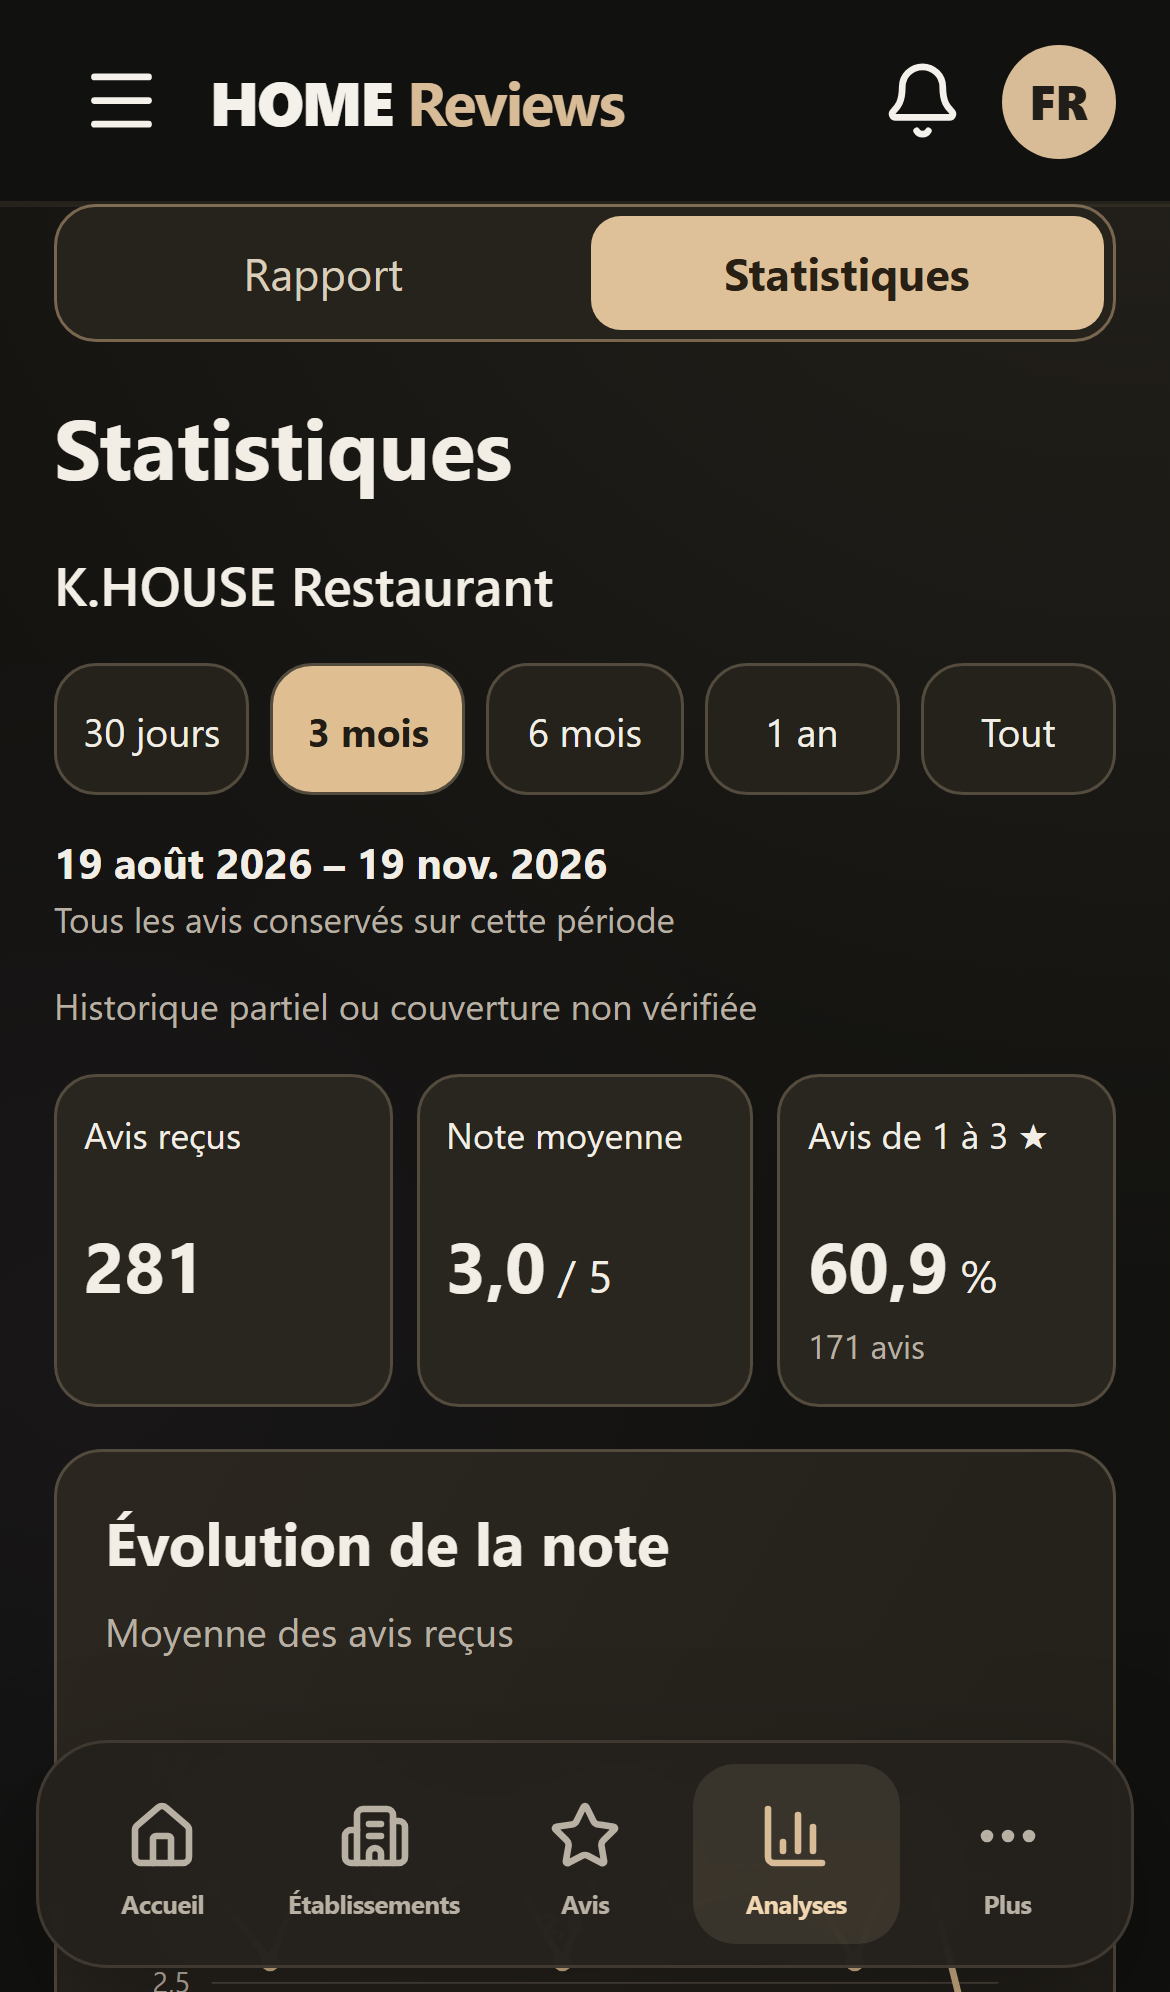 HOME Reviews
FR
Rapport
Statistiques
Statistiques
K.HOUSE Restaurant
30 jours
3 mois
6 mois
1 an
Tout
19 août 2026 – 19 nov. 2026
Tous les avis conservés sur cette période
Historique partiel ou couverture non vérifiée
Avis reçus
281
Note moyenne
3,0 / 5
Avis de 1 à 3 ★
60,9 %
171 avis
Évolution de la note
Moyenne des avis reçus
Accueil
Établissements
Avis
Analyses
Plus
2,5